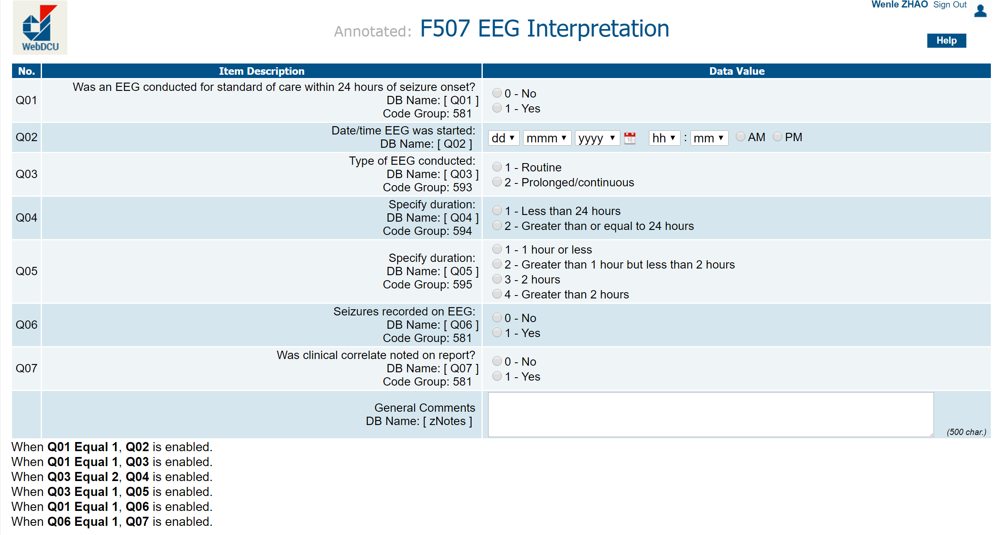 Wenle ZHAO Sign Out
WebDCU
Annotated: F507 EEG Interpretation
Help
No. Item Description Data Value
Q01
Was an EEG conducted for standard of care within 24 hours of seizure onset?
DB Name: [ Q01 ]
Code Group: 581
0 - No
1 - Yes
Q02
Date/time EEG was started:
DB Name: [ Q02 ]
dd mmm yyyy 17 hh : mm AM PM
Q03
Type of EEG conducted:
DB Name: [ Q03 ]
Code Group: 593
1 - Routine
2 - Prolonged/continuous
Q04
Specify duration:
DB Name: [ Q04 ]
Code Group: 594
1 - Less than 24 hours
2 - Greater than or equal to 24 hours
Q05
Specify duration:
DB Name: [ Q05 ]
Code Group: 595
1 - 1 hour or less
2 - Greater than 1 hour but less than 2 hours
3 - 2 hours
4 - Greater than 2 hours
Q06
Seizures recorded on EEG:
DB Name: [ Q06 ]
Code Group: 581
0 - No
1 - Yes
Q07
Was clinical correlate noted on report?
DB Name: [ Q07 ]
Code Group: 581
0 - No
1 - Yes
General Comments
DB Name: [ zNotes ]
(500 char.)
When Q01 Equal 1, Q02 is enabled.
When Q01 Equal 1, Q03 is enabled.
When Q03 Equal 2, Q04 is enabled.
When Q03 Equal 1, Q05 is enabled.
When Q01 Equal 1, Q06 is enabled.
When Q06 Equal 1, Q07 is enabled.